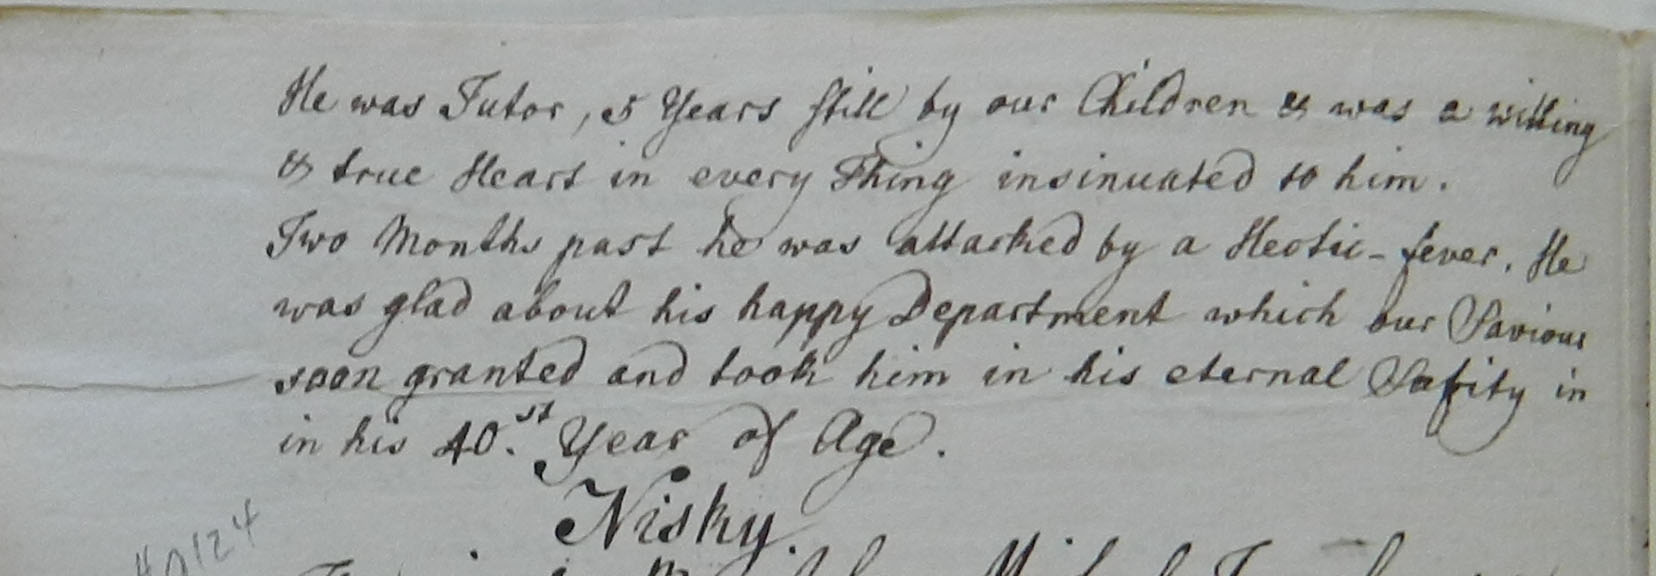 He was Tutor, 5 Years still by our Children & was a willing
& true Heart in every Thing insinuated to him.
Two Months past he was attacked by a Hectic-fever. He
was glad about his happy Department which our Saviour
soon granted and took him in his eternal Safity in
in his 40.st Year of Age.
Nisky.